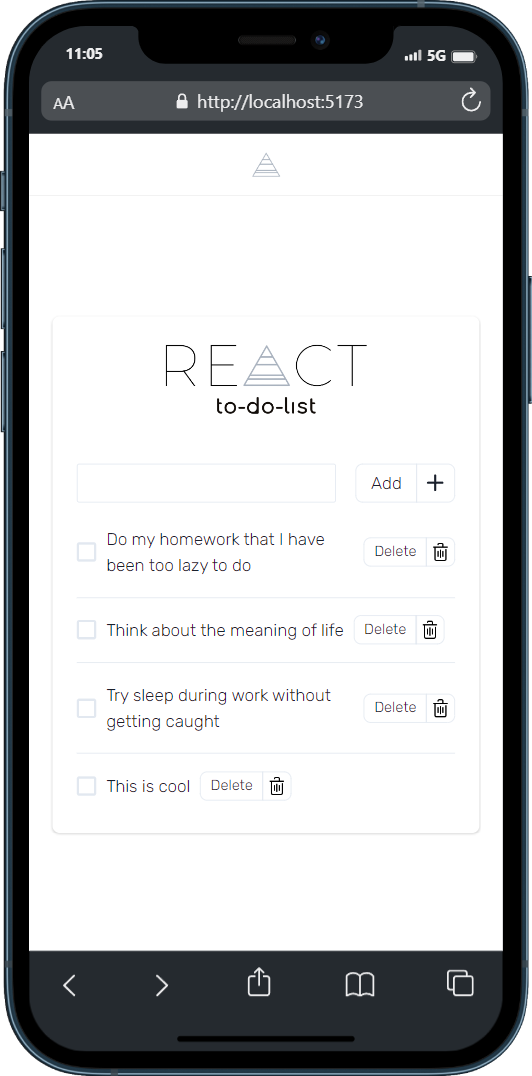 11:05
5G
AA
http://localhost:5173
REACT
to-do-list
Add
Do my homework that I have
been too lazy to do
Delete
Think about the meaning of life
Delete
Try sleep during work without
getting caught
Delete
This is cool
Delete